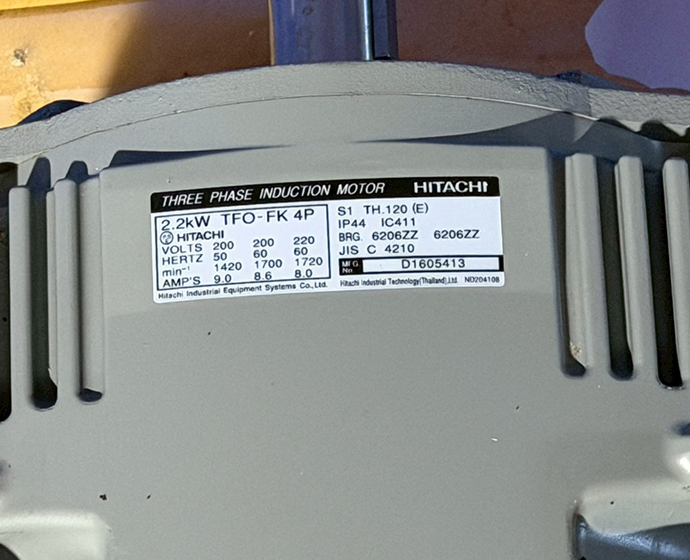 THREE PHASE INDUCTION MOTOR HITACHI
2.2kW TFO-FK 4P
HITACHI
VOLTS 200 200 220
HERTZ 50 60 60
min⁻¹ 1420 1700 1720
AMP'S 9.0 8.6 8.0
Hitachi Industrial Equipment Systems Co., Ltd.
S1 TH.120 (E)
IP44 IC411
BRG. 6206ZZ 6206ZZ
JIS C 4210
MFG. No D1605413
Hitachi Industrial Technology(Thailand),Ltd. ND204108